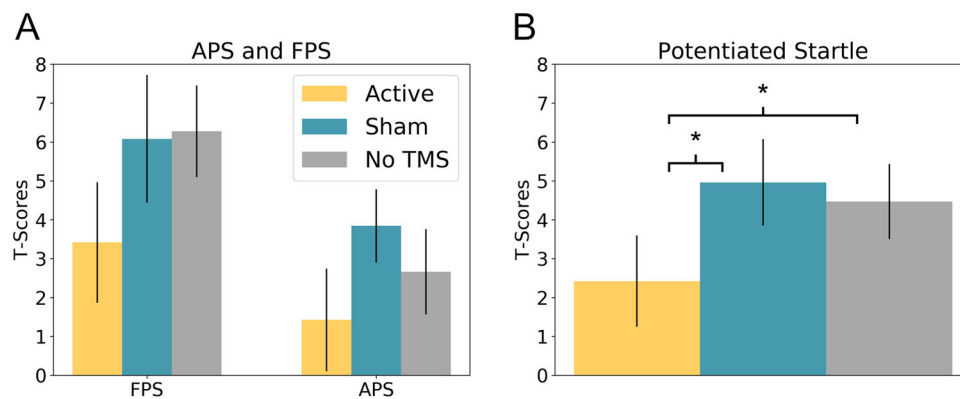 A
APS and FPS
T-Scores
8
7
6
5
4
3
2
1
0
Active
Sham
No TMS
FPS
APS
B
Potentiated Startle
T-Scores
8
7
6
5
4
3
2
1
0
*
*